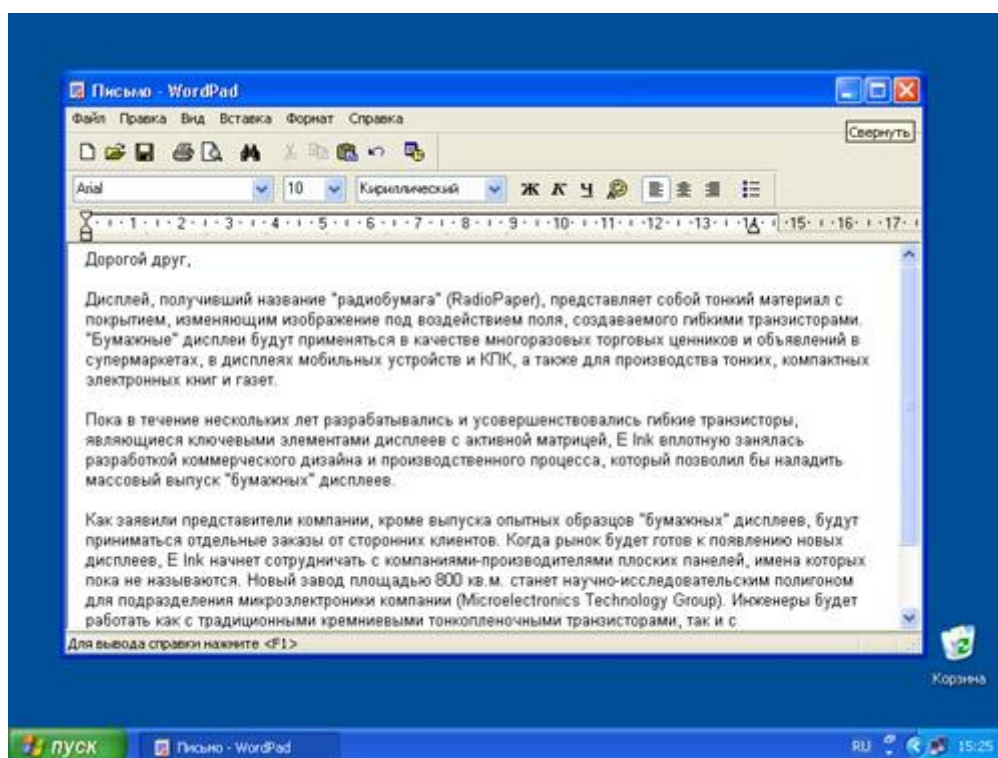 Письмо - WordPad
Файл Правка Вид Вставка Формат Справка
Свернуть
Arial 10 Кириллический Ж К Ч
1 2 3 4 5 6 7 8 9 10 11 12 13 14 15 16 17
Дорогой друг,
Дисплей, получивший название "радиобумага" (RadioPaper), представляет собой тонкий материал с
покрытием, изменяющим изображение под воздействием поля, создаваемого гибкими транзисторами.
"Бумажные" дисплеи будут применяться в качестве многоразовых торговых ценников и объявлений в
супермаркетах, в дисплеях мобильных устройств и КПК, а также для производства тонких, компактных
электронных книг и газет.
Пока в течение нескольких лет разрабатывались и усовершенствовались гибкие транзисторы,
являющиеся ключевыми элементами дисплеев с активной матрицей, E Ink вплотную занялась
разработкой коммерческого дизайна и производственного процесса, который позволил бы наладить
массовый выпуск "бумажных" дисплеев.
Как заявили представители компании, кроме выпуска опытных образцов "бумажных" дисплеев, будут
приниматься отдельные заказы от сторонних клиентов. Когда рынок будет готов к появлению новых
дисплеев, E Ink начнет сотрудничать с компаниями-производителями плоских панелей, имена которых
пока не называются. Новый завод площадью 800 кв.м. станет научно-исследовательским полигоном
для подразделения микроэлектроники компании (Microelectronics Technology Group). Инженеры будет
работать как с традиционными кремниевыми тонкопленочными транзисторами, так и с
Для вывода справки нажмите <F1>
Корзина
пуск Письмо - WordPad RU 15:25